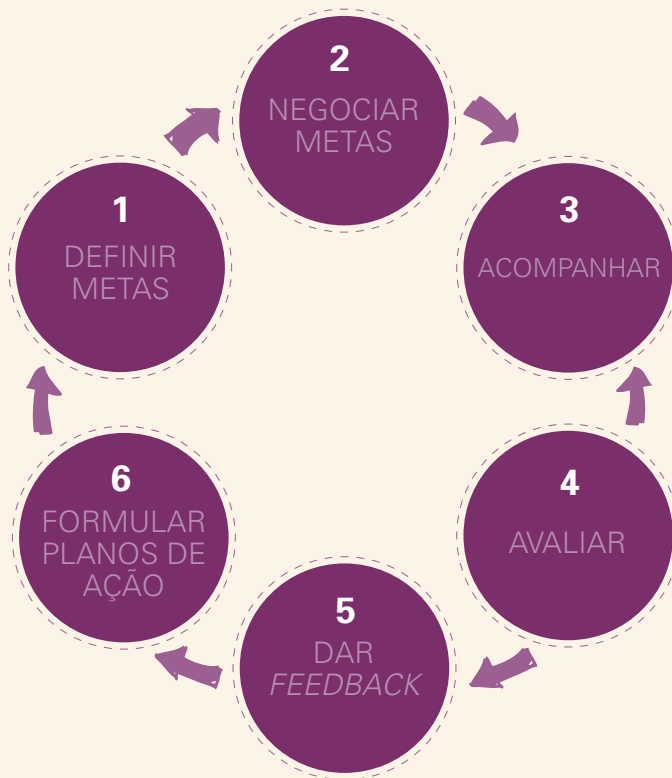 1
DEFINIR
METAS
2
NEGOCIAR
METAS
3
ACOMPANHAR
4
AVALIAR
5
DAR
FEEDBACK
6
FORMULAR
PLANOS DE
AÇÃO